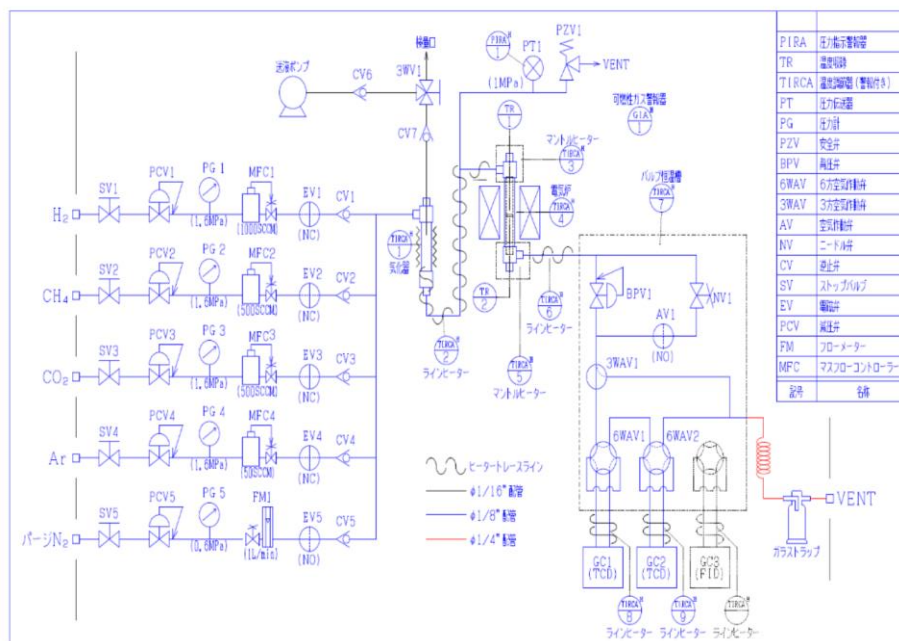 検量口
送液ポンプ
CV6
3WV1
CV7
PIRA
1
PT1
(1MPa)
PZV1
VENT
TR
1
可燃性ガス警報器
GIA
1
マントルヒーター
TIRCA
3
電気炉
TIRCA
4
バルブ恒温槽
TIRCA
7
H₂
SV1
PCV1
PG 1
(1.6MPa)
MFC1
(1000SCCM)
EV1
(NC)
CV1
TIRCA
1
気化器
CH₄
SV2
PCV2
PG 2
(1.6MPa)
MFC2
(500SCCM)
EV2
(NC)
CV2
CO₂
SV3
PCV3
PG 3
(1.6MPa)
MFC3
(500SCCM)
EV3
(NC)
CV3
Ar
SV4
PCV4
PG 4
(1.6MPa)
MFC4
(50SCCM)
EV4
(NC)
CV4
パージN₂
SV5
PCV5
PG 5
(0.6MPa)
FM1
(1L/min)
EV5
(NO)
CV5
TIRCA
2
ラインヒーター
TR
2
TIRCA
5
マントルヒーター
TIRCA
6
ラインヒーター
BPV1
NV1
AV1
(NO)
3WAV1
6WAV1
6WAV2
ヒータートレースライン
φ1/16" 配管
φ1/8" 配管
φ1/4" 配管
GC1
(TCD)
GC2
(TCD)
GC3
(FID)
TIRCA
8
ラインヒーター
TIRCA
9
ラインヒーター
TIRCA
ラインヒーター
VENT
ガラストラップ
PIRA 圧力指示警報器
TR 温度記録
TIRCA 温度調節器(警報付き)
PT 圧力伝送器
PG 圧力計
PZV 安全弁
BPV 背圧弁
6WAV 6方空気作動弁
3WAV 3方空気作動弁
AV 空気作動弁
NV ニードル弁
CV 逆止弁
SV ストップバルブ
EV 電磁弁
PCV 減圧弁
FM フローメーター
MFC マスフローコントローラー
記号 名称